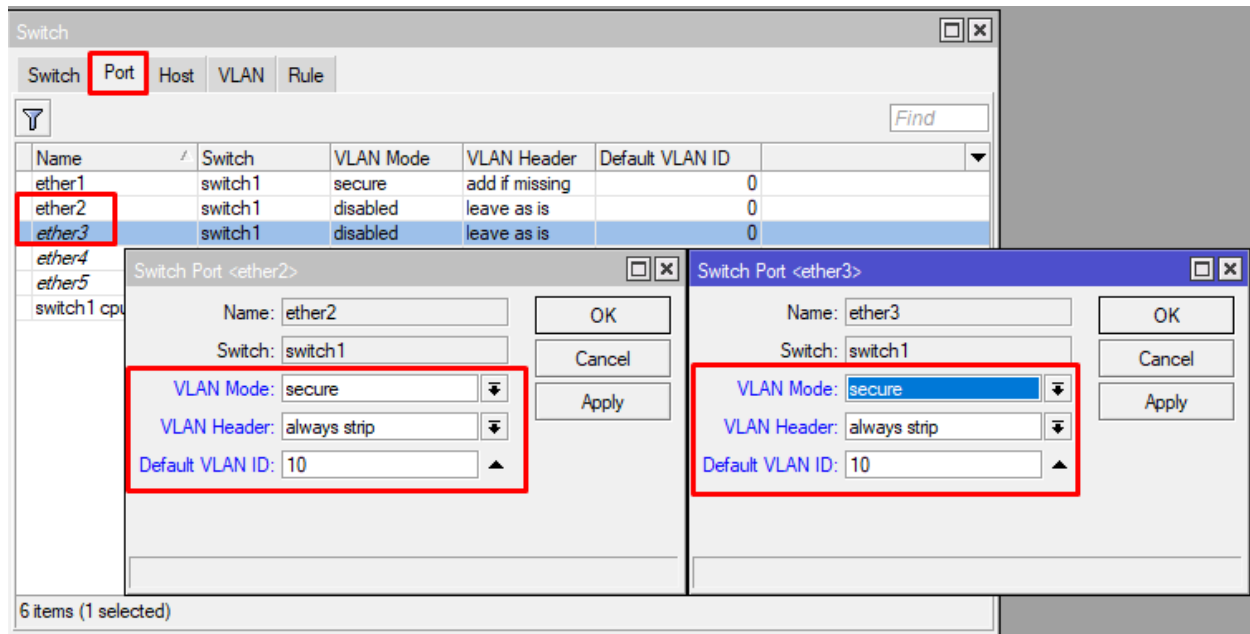 Switch
Switch Port Host VLAN Rule
Find
Name Switch VLAN Mode VLAN Header Default VLAN ID
ether1 switch1 secure add if missing 0
ether2 switch1 disabled leave as is 0
ether3 switch1 disabled leave as is 0
ether4
ether5
switch1 cpu
Switch Port <ether2>
Name: ether2 OK
Switch: switch1 Cancel
VLAN Mode: secure Apply
VLAN Header: always strip
Default VLAN ID: 10
Switch Port <ether3>
Name: ether3 OK
Switch: switch1 Cancel
VLAN Mode: secure Apply
VLAN Header: always strip
Default VLAN ID: 10
6 items (1 selected)